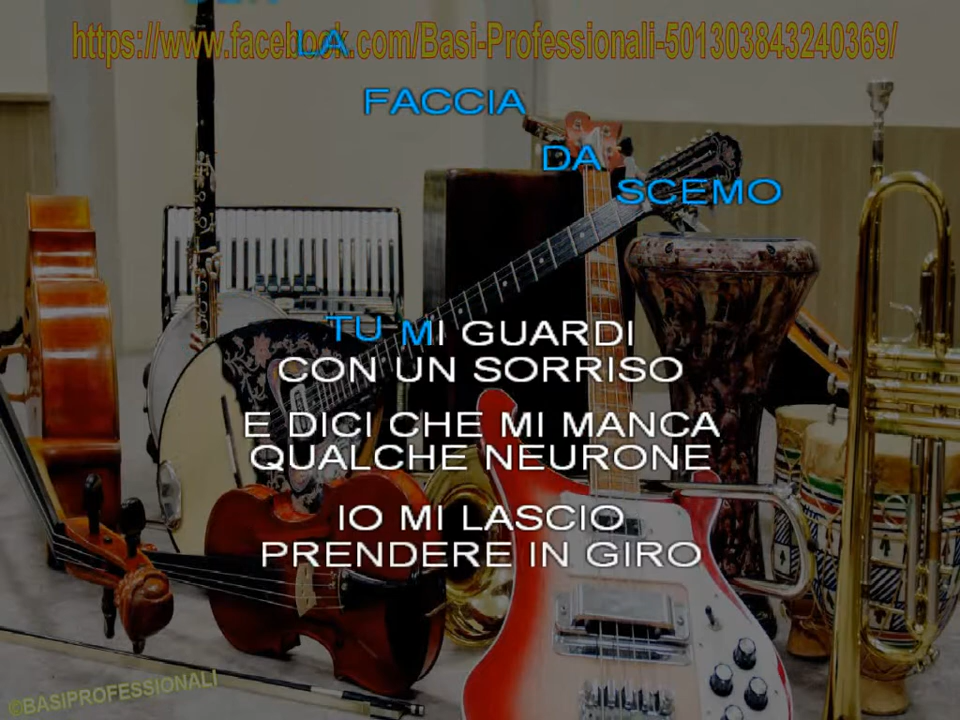 https://www.facebook.com/Basi-Professionali-501303843240369/
LA
FACCIA
DA
SCEMO
TU MI GUARDI
CON UN SORRISO
E DICI CHE MI MANCA
QUALCHE NEURONE
IO MI LASCIO
PRENDERE IN GIRO
©BASIPROFESSIONALI